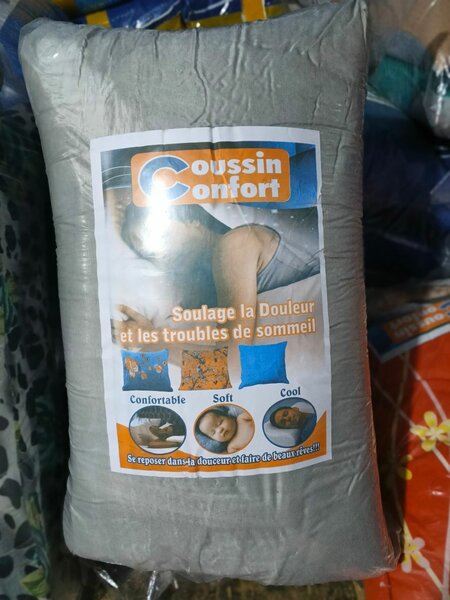 Coussin
Confort
Soulage la Douleur
et les troubles de sommeil
Confortable Soft Cool
Se reposer dans la douceur et faire de beaux rêves!!!